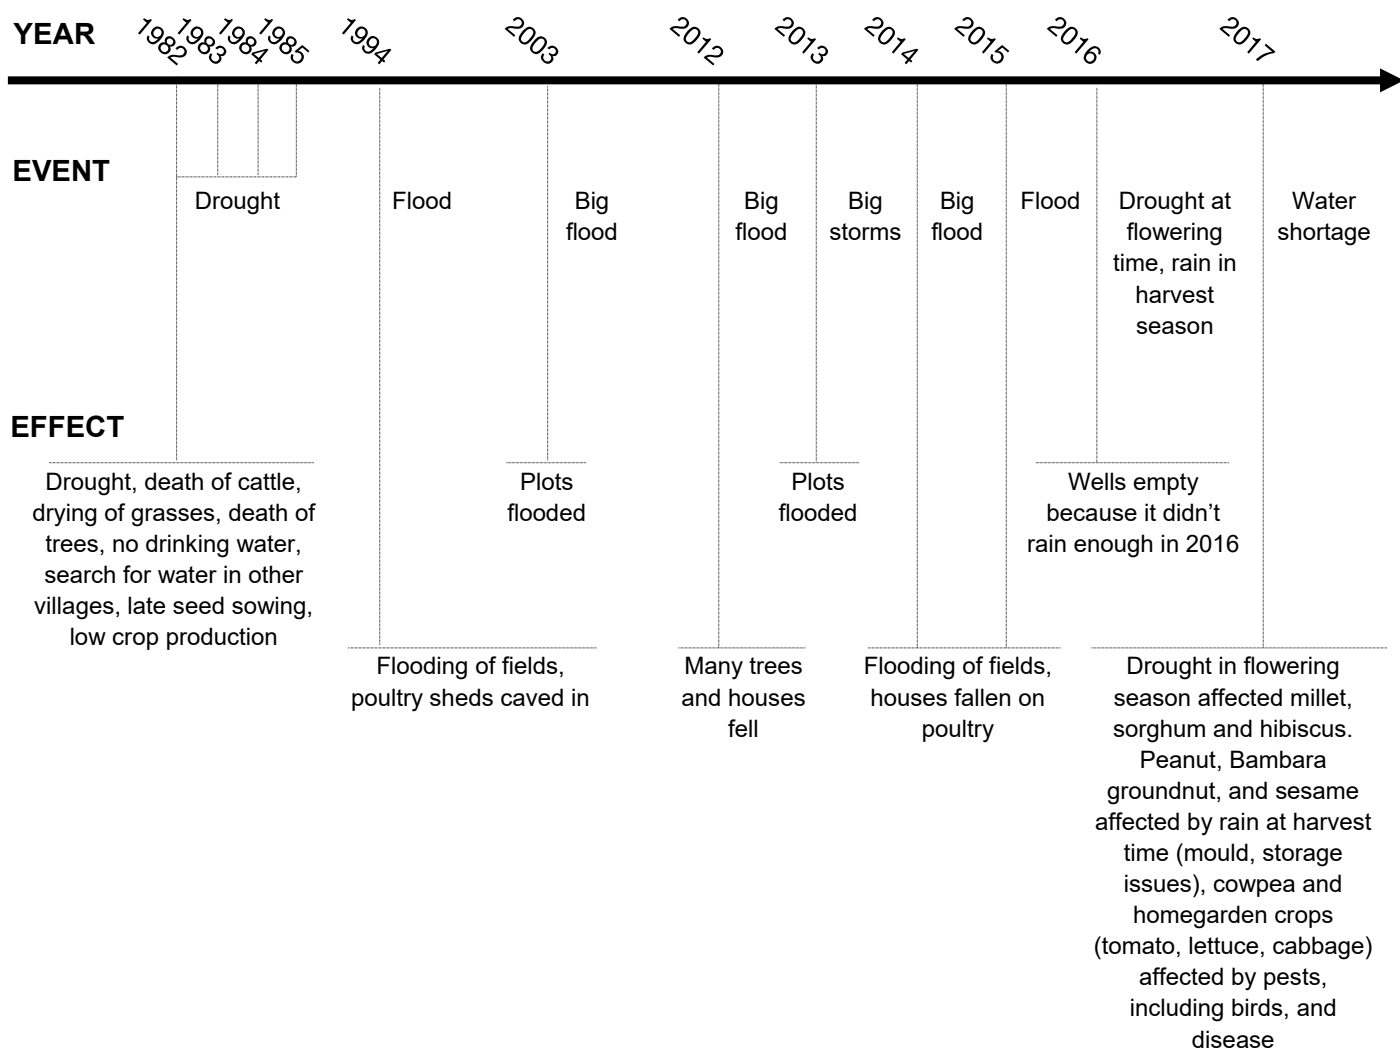 YEAR
1982
1983
1984
1985
1994
2003
2012
2013
2014
2015
2016
2017
EVENT
Drought
Flood
Big
flood
Big
flood
Big
storms
Big
flood
Flood
Drought at
flowering
time, rain in
harvest
season
Water
shortage
EFFECT
Drought, death of cattle,
drying of grasses, death of
trees, no drinking water,
search for water in other
villages, late seed sowing,
low crop production
Flooding of fields,
poultry sheds caved in
Plots
flooded
Many trees
and houses
fell
Plots
flooded
Flooding of fields,
houses fallen on
poultry
Wells empty
because it didn’t
rain enough in 2016
Drought in flowering
season affected millet,
sorghum and hibiscus.
Peanut, Bambara
groundnut, and sesame
affected by rain at harvest
time (mould, storage
issues), cowpea and
homegarden crops
(tomato, lettuce, cabbage)
affected by pests,
including birds, and
disease